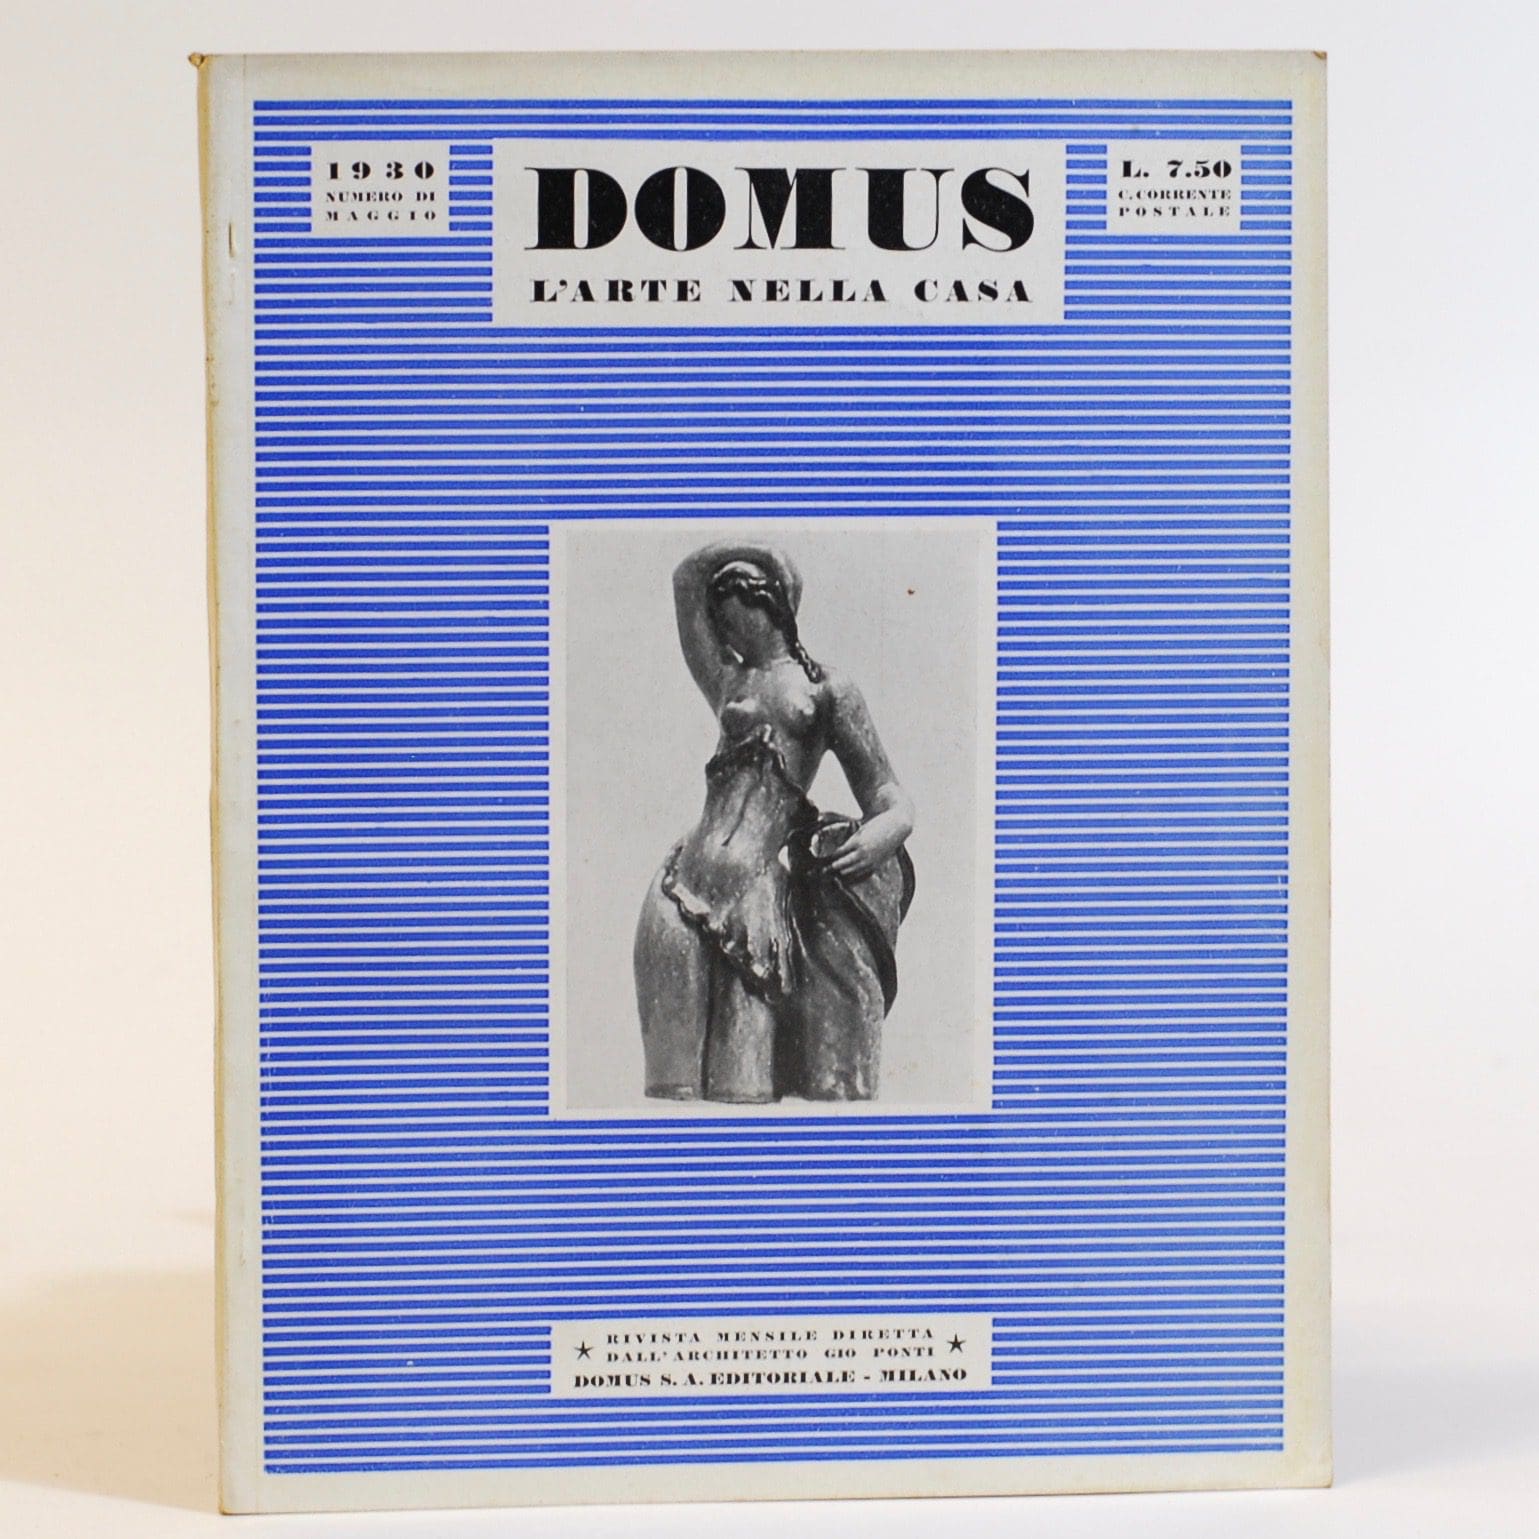 1930
NUMERO DI
MAGGIO
DOMUS
L'ARTE NELLA CASA
L. 7.50
C. CORRENTE
POSTALE
RIVISTA MENSILE DIRETTA
DALL'ARCHITETTO GIO PONTI
DOMUS S. A. EDITORIALE - MILANO